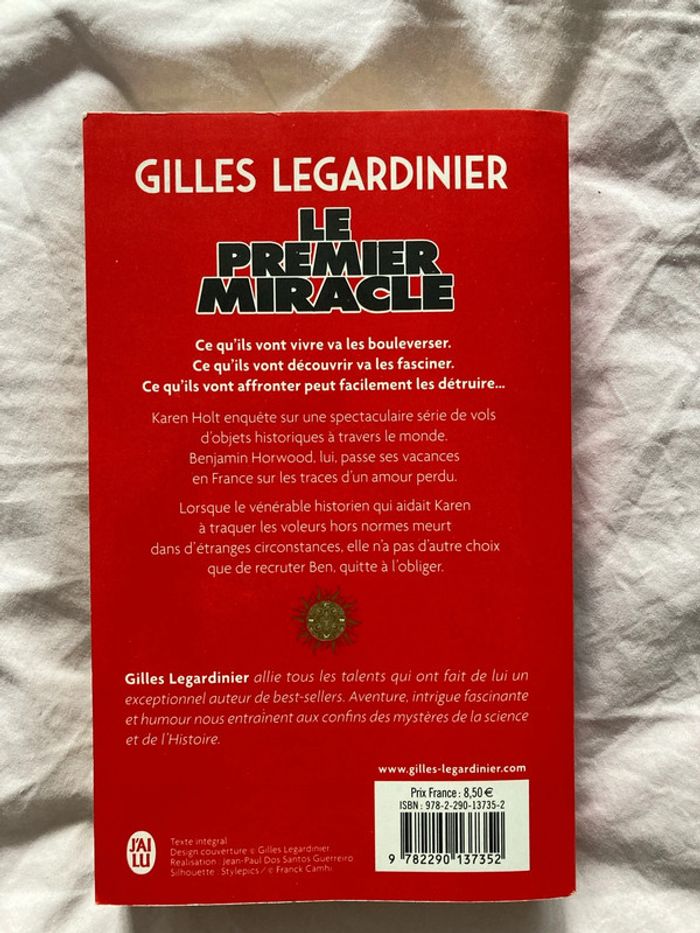 GILLES LEGARDINIER
LE
PREMIER
MIRACLE
Ce qu'ils vont vivre va les bouleverser.
Ce qu'ils vont découvrir va les fasciner.
Ce qu'ils vont affronter peut facilement les détruire...
Karen Holt enquête sur une spectaculaire série de vols
d'objets historiques à travers le monde.
Benjamin Horwood, lui, passe ses vacances
en France sur les traces d'un amour perdu.
Lorsque le vénérable historien qui aidait Karen
à traquer les voleurs hors normes meurt
dans d'étranges circonstances, elle n'a pas d'autre choix
que de recruter Ben, quitte à l'obliger.
Gilles Legardinier allie tous les talents qui ont fait de lui un
exceptionnel auteur de best-sellers. Aventure, intrigue fascinante
et humour nous entrainent aux confins des mystères de la science
et de l'Histoire.
www.gilles-legardinier.com
Prix France : 8,50 €
ISBN : 978-2-290-13735-2
9 782290 137352
J'AI
LU
Texte intégral
Design couverture © Gilles Legardinier.
Réalisation : Jean-Paul Dos Santos Guerreiro
Silhouette : Stylepics / © Franck Camhi.